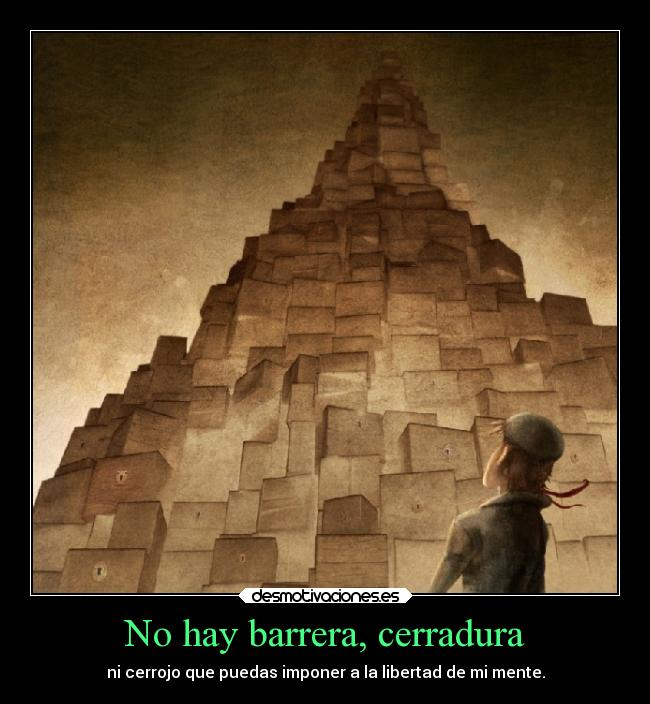 desmotivaciones.es
No hay barrera, cerradura
ni cerrojo que puedas imponer a la libertad de mi mente.